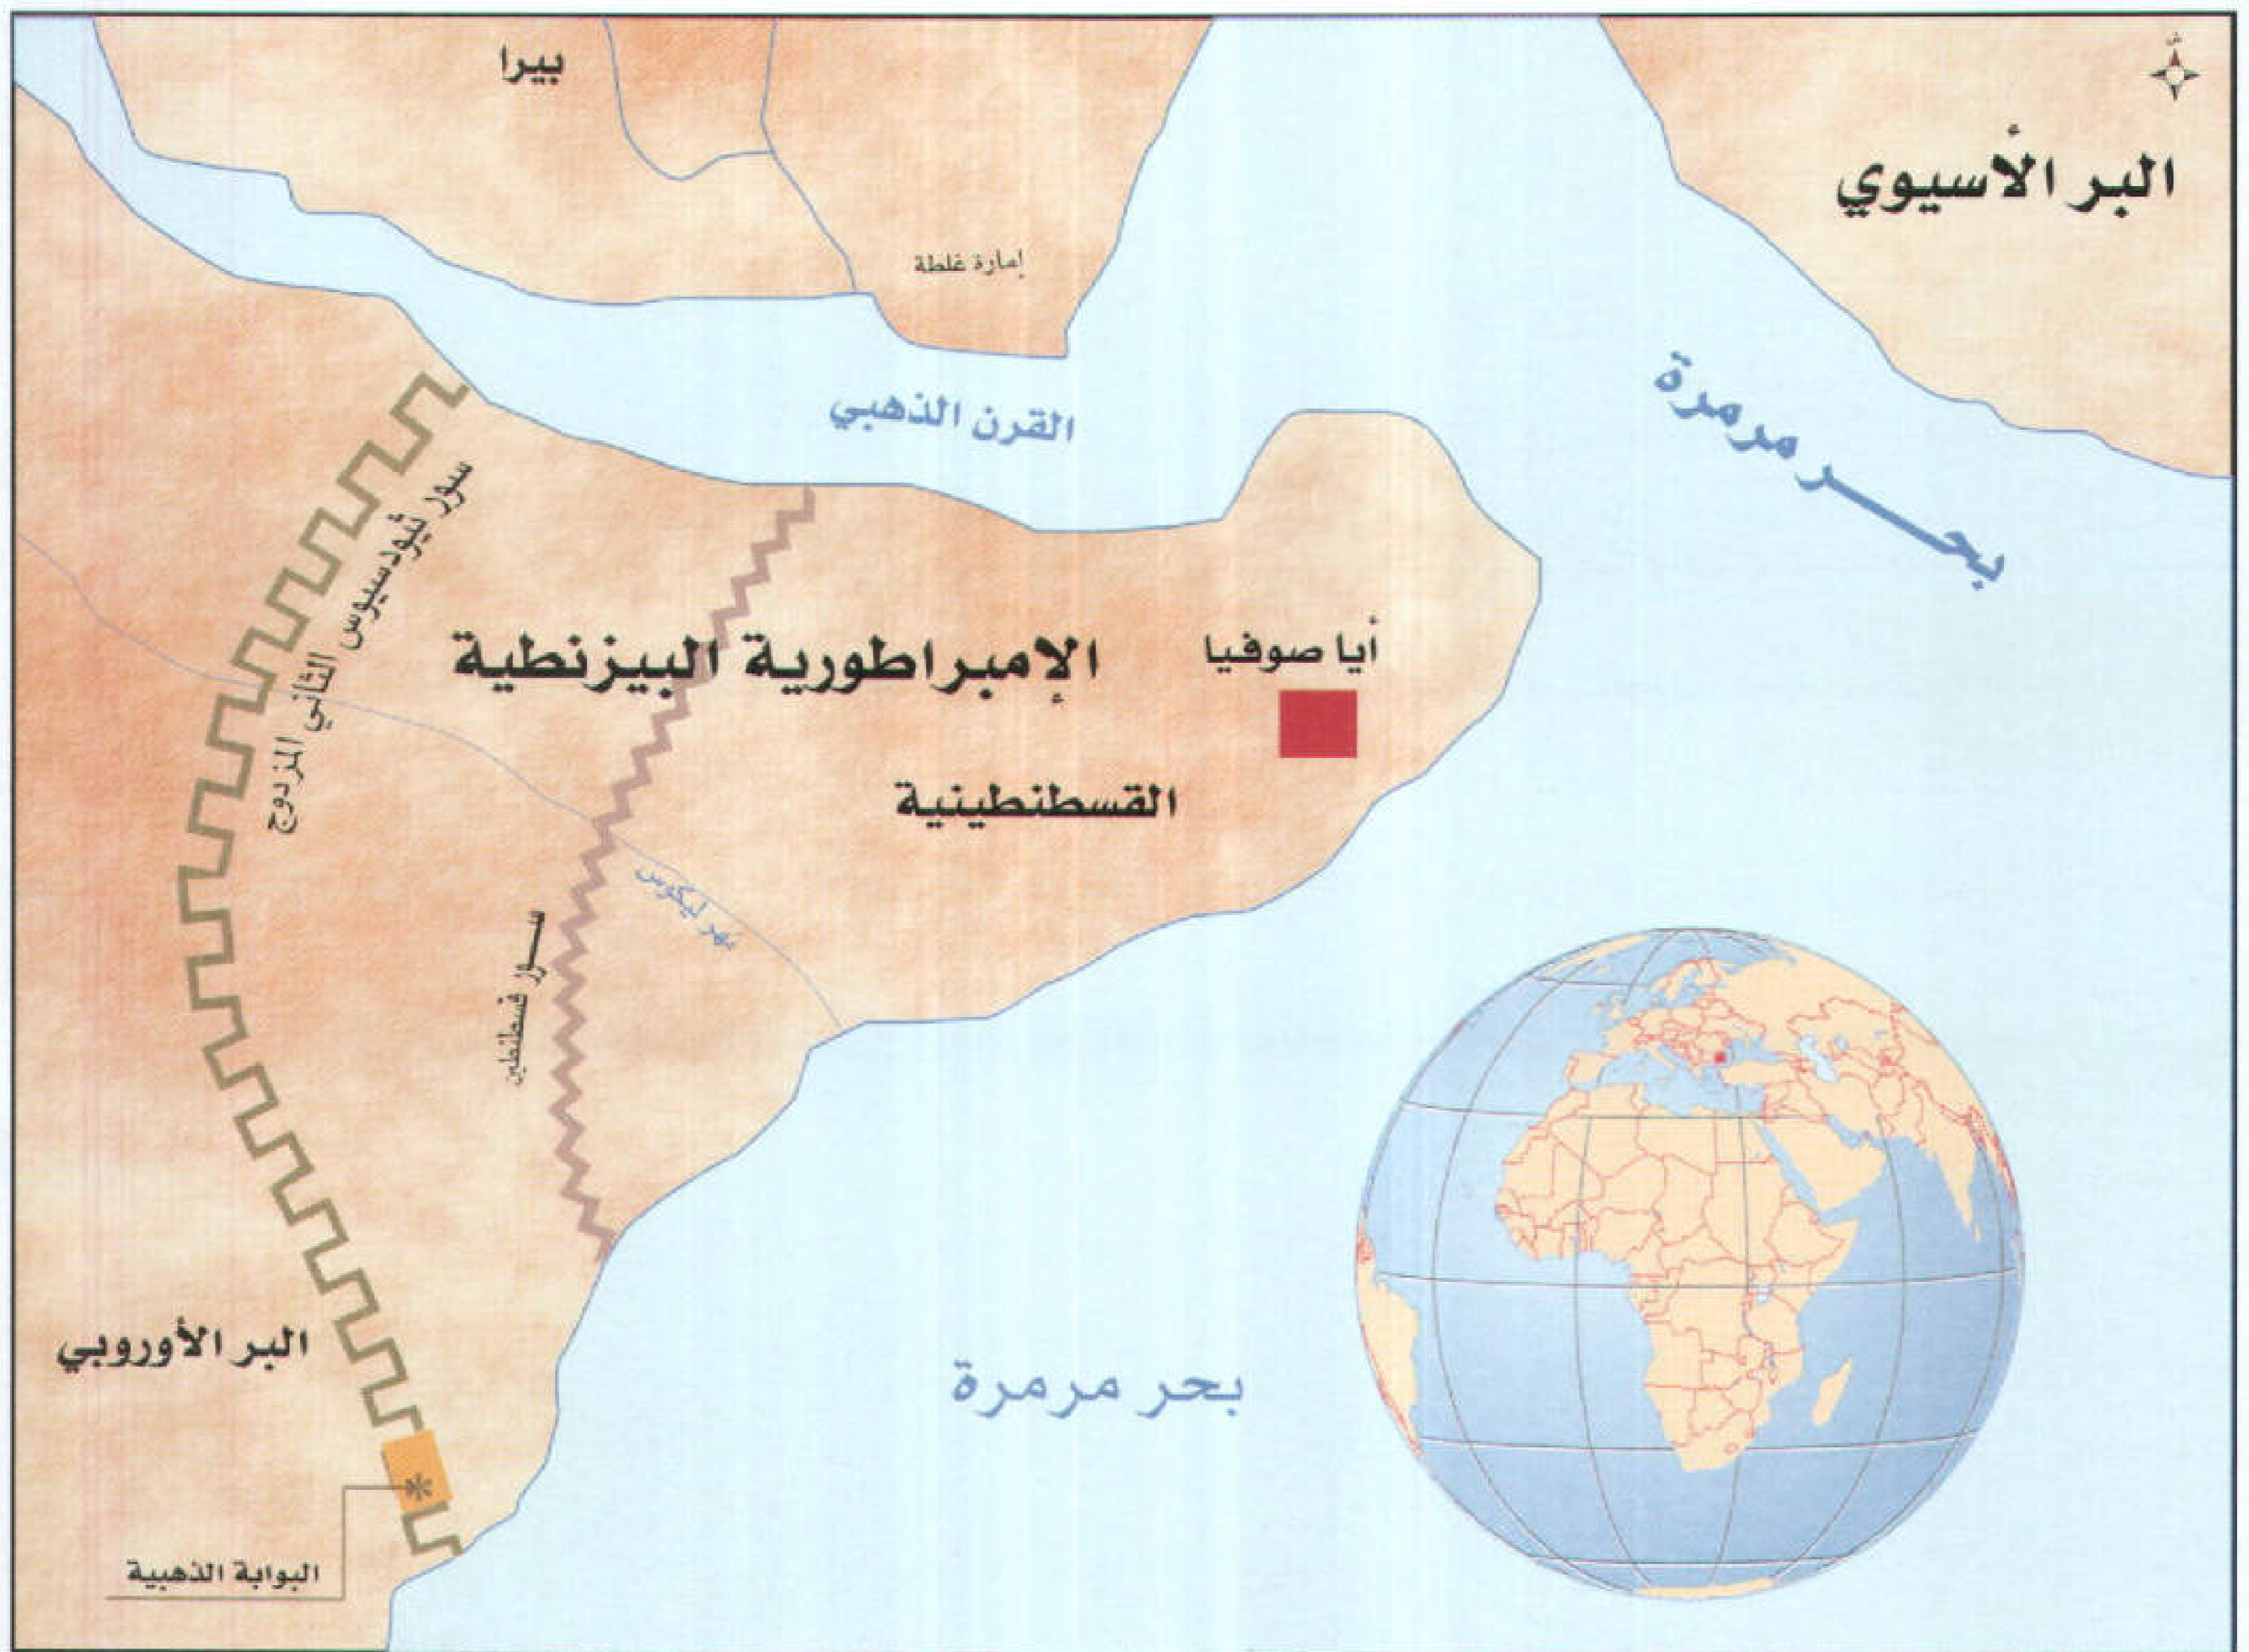 ش
بيرا
البر الأسيوي
إمارة غلطة
بحر مرمرة
القرن الذهبي
سور ثيودسيوس الثاني المزدوج
الإمبراطورية البيزنطية
أيا صوفيا
القسطنطينية
نهر ليكوس
سور قسطنطين
البر الأوروبي
بحر مرمرة
البوابة الذهبية